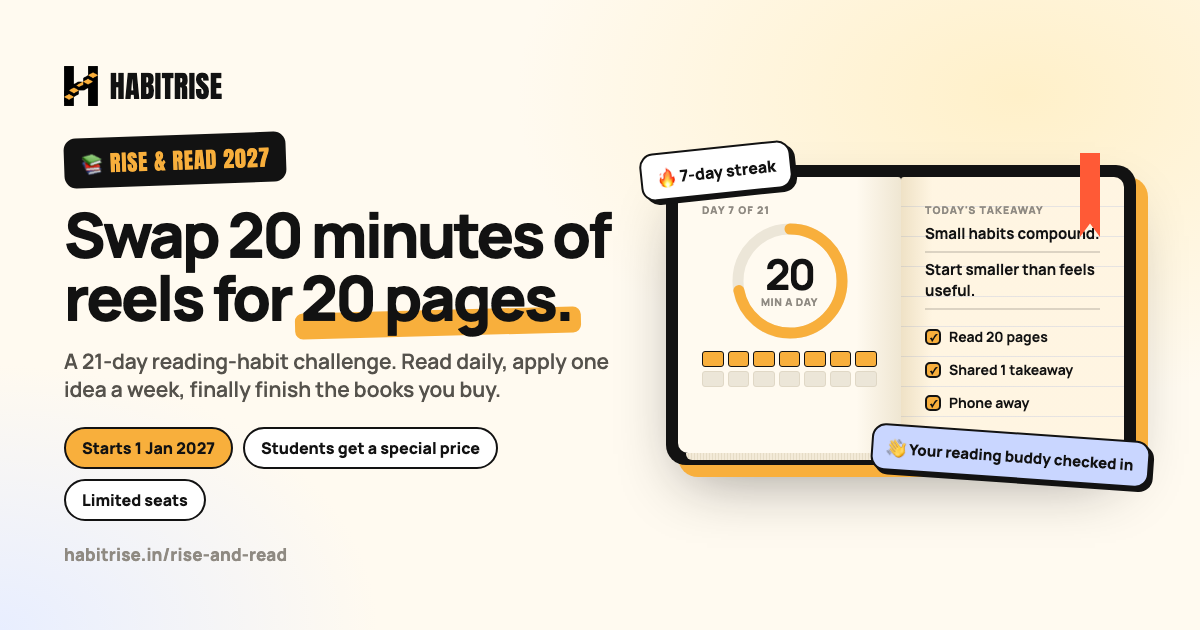 HABITRISE
📚 RISE & READ 2027
Swap 20 minutes of
reels for 20 pages.
A 21-day reading-habit challenge. Read daily, apply one
idea a week, finally finish the books you buy.
Starts 1 Jan 2027
Students get a special price
Limited seats
habitrise.in/rise-and-read
🔥 7-day streak
DAY 7 OF 21
20
MIN A DAY
TODAY'S TAKEAWAY
Small habits compound.
Start smaller than feels
useful.
Read 20 pages
Shared 1 takeaway
Phone away
👋 Your reading buddy checked in